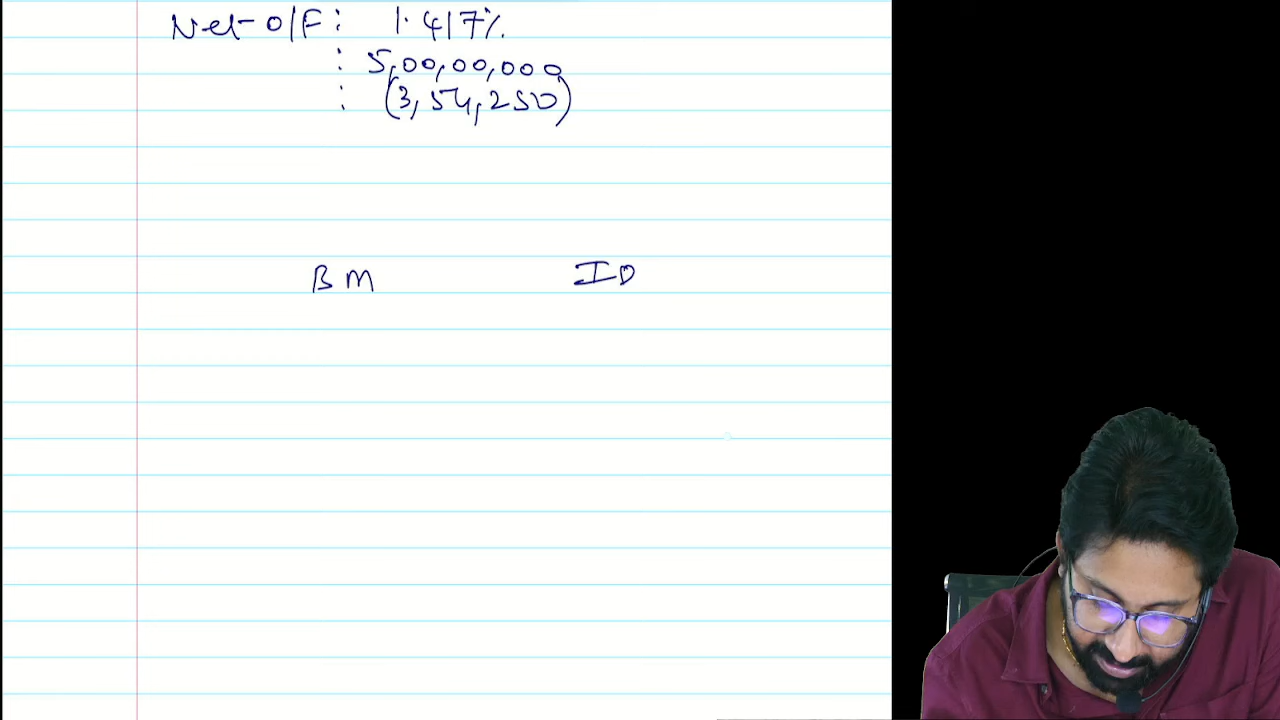 Net O/F : 1.417%
: 5,00,00,000
: (3,54,250)
BM ID